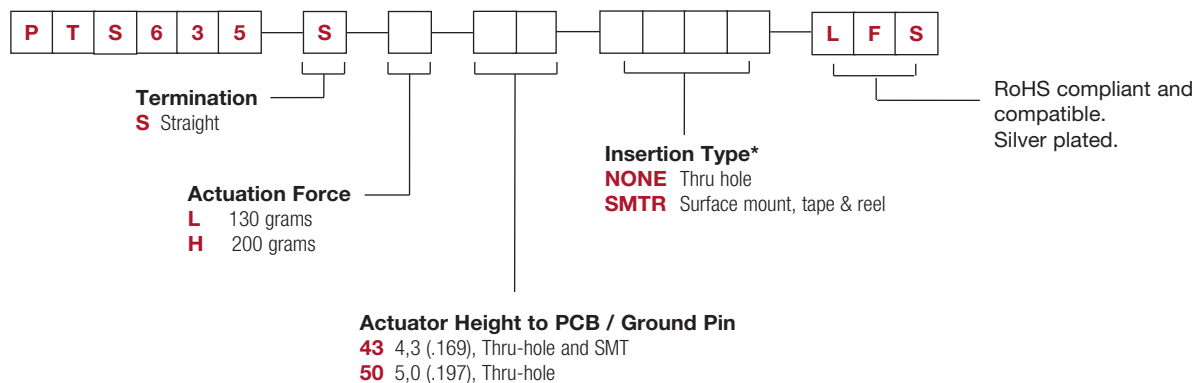 P T S 6 3 5 S L F S
Termination
S Straight
Actuation Force
L 130 grams
H 200 grams
Actuator Height to PCB / Ground Pin
43 4,3 (.169), Thru-hole and SMT
50 5,0 (.197), Thru-hole
Insertion Type*
NONE Thru hole
SMTR Surface mount, tape & reel
RoHS compliant and
compatible.
Silver plated.